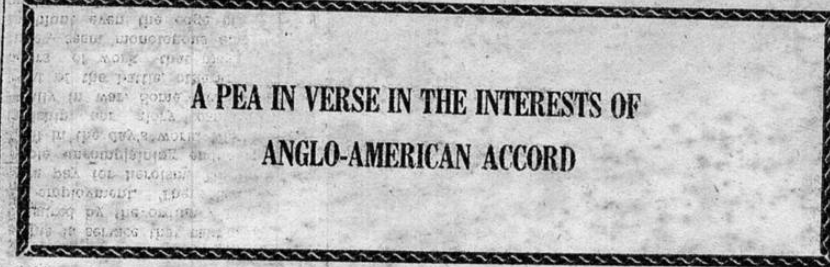 A PEA IN VERSE IN THE INTERESTS OF
ANGLO-AMERICAN ACCORD